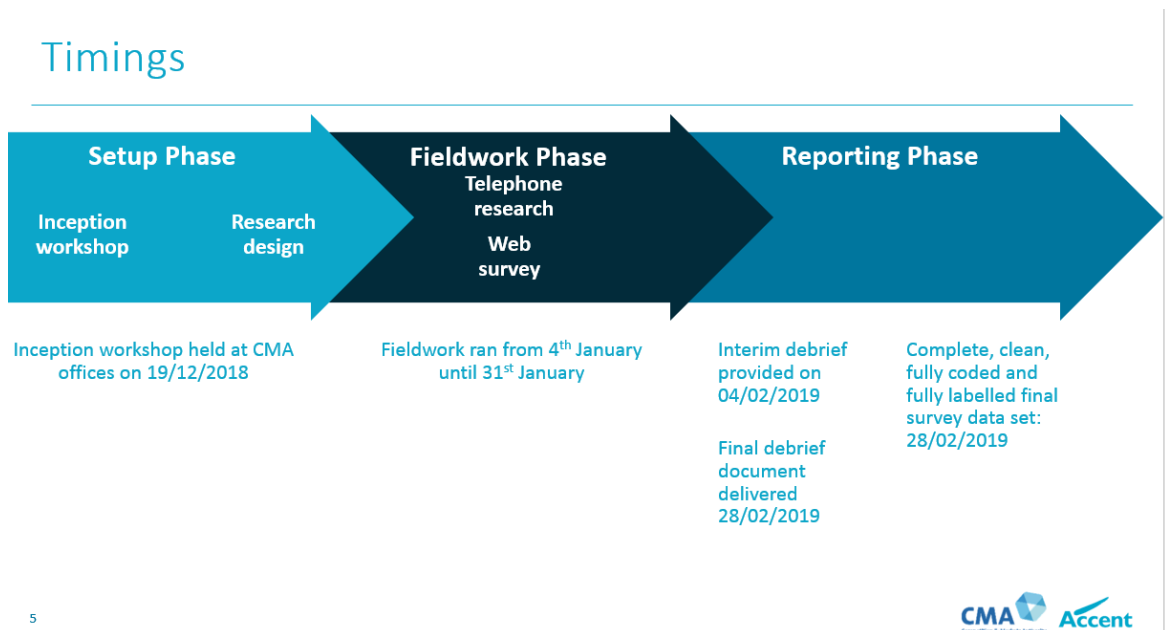 Timings
Setup Phase
Inception
workshop
Research
design
Fieldwork Phase
Telephone
research
Web
survey
Reporting Phase
Inception workshop held at CMA
offices on 19/12/2018
Fieldwork ran from 4th January
until 31st January
Interim debrief
provided on
04/02/2019
Final debrief
document
delivered
28/02/2019
Complete, clean,
fully coded and
fully labelled final
survey data set:
28/02/2019
5
CMA
Accent